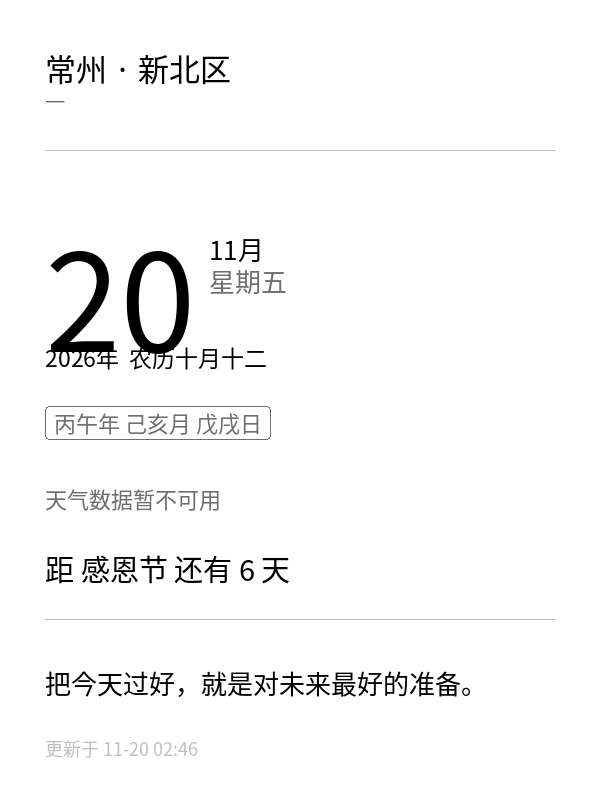 常州 · 新北区
—
20
11月
星期五
2026年 农历十月十二
丙午年 己亥月 戊戌日
天气数据暂不可用
距 感恩节 还有 6 天
把今天过好，就是对未来最好的准备。
更新于 11-20 02:46